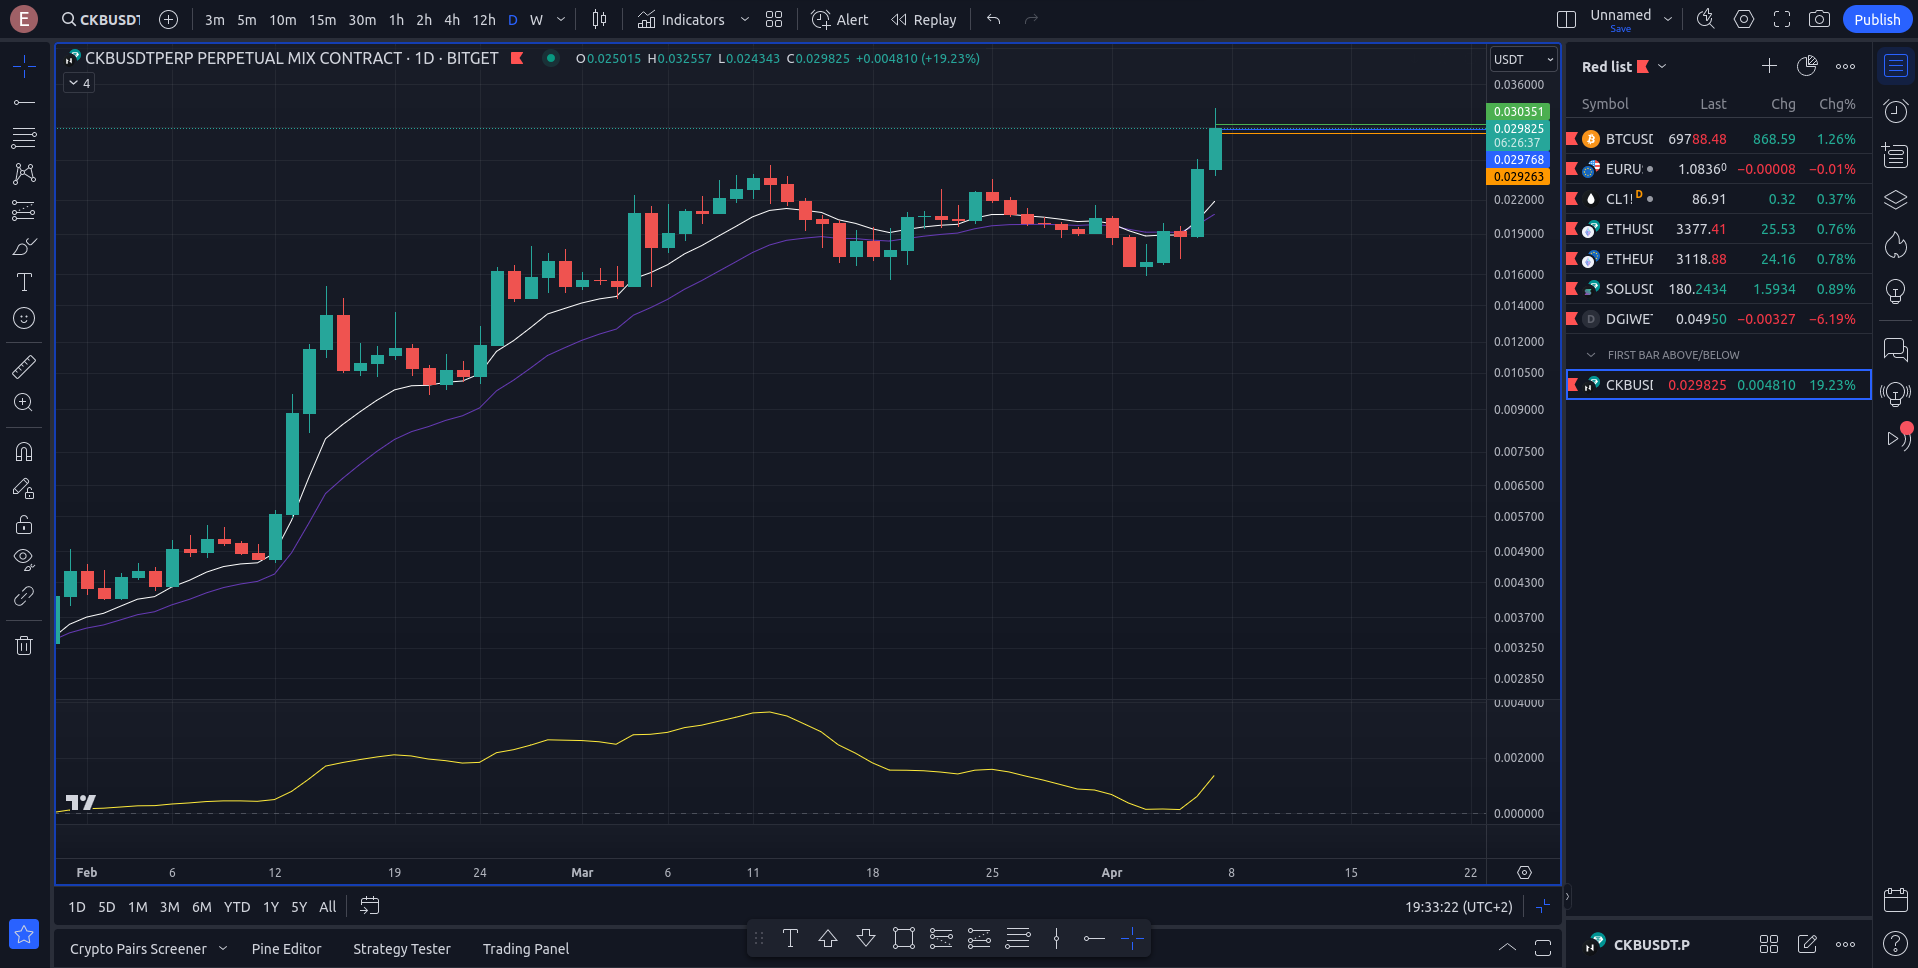 E
CKBUSDT
3m 5m 10m 15m 30m 1h 2h 4h 12h D W
Indicators
Alert
Replay
Unnamed
Save
Publish
CKBUSDTPERP PERPETUAL MIX CONTRACT · 1D · BITGET
O0.025015 H0.032557 L0.024343 C0.029825 +0.004810 (+19.23%)
4
USDT
0.036000
0.030351
0.029825
06:26:37
0.029768
0.029263
0.022000
0.019000
0.016000
0.014000
0.012000
0.010500
0.009000
0.007500
0.006500
0.005700
0.004900
0.004300
0.003700
0.003250
0.002850
0.004000
0.002000
0.000000
Feb 6 12 19 24 Mar 6 11 18 25 Apr 8 15 22
1D 5D 1M 3M 6M YTD 1Y 5Y All
19:33:22 (UTC+2)
Crypto Pairs Screener Pine Editor Strategy Tester Trading Panel
T
Red list
Symbol Last Chg Chg%
BTCUSD 69788.48 868.59 1.26%
EURU 1.08360 −0.00008 −0.01%
CL1! D 86.91 0.32 0.37%
ETHUSD 3377.41 25.53 0.76%
ETHEUR 3118.88 24.16 0.78%
SOLUSD 180.2434 1.5934 0.89%
D DGIWE 0.04950 −0.00327 −6.19%
FIRST BAR ABOVE/BELOW
CKBUSD 0.029825 0.004810 19.23%
CKBUSDT.P